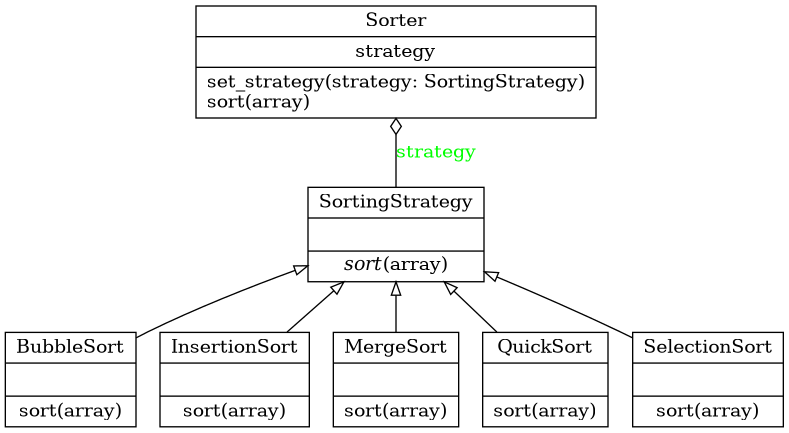 Sorter
strategy
set_strategy(strategy: SortingStrategy)
sort(array)
strategy
SortingStrategy
sort(array)
BubbleSort
sort(array)
InsertionSort
sort(array)
MergeSort
sort(array)
QuickSort
sort(array)
SelectionSort
sort(array)